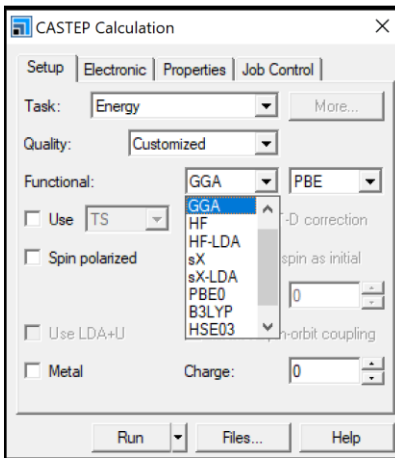 CASTEP Calculation
Setup Electronic Properties Job Control
Task: Energy More...
Quality: Customized
Functional: GGA PBE
GGA
Use TS T-D correction
HF
HF-LDA
Spin polarized sX spin as initial
sX-LDA
PBE0 0
B3LYP
Use LDA+U HSE03 n-orbit coupling
Metal Charge: 0
Run Files... Help